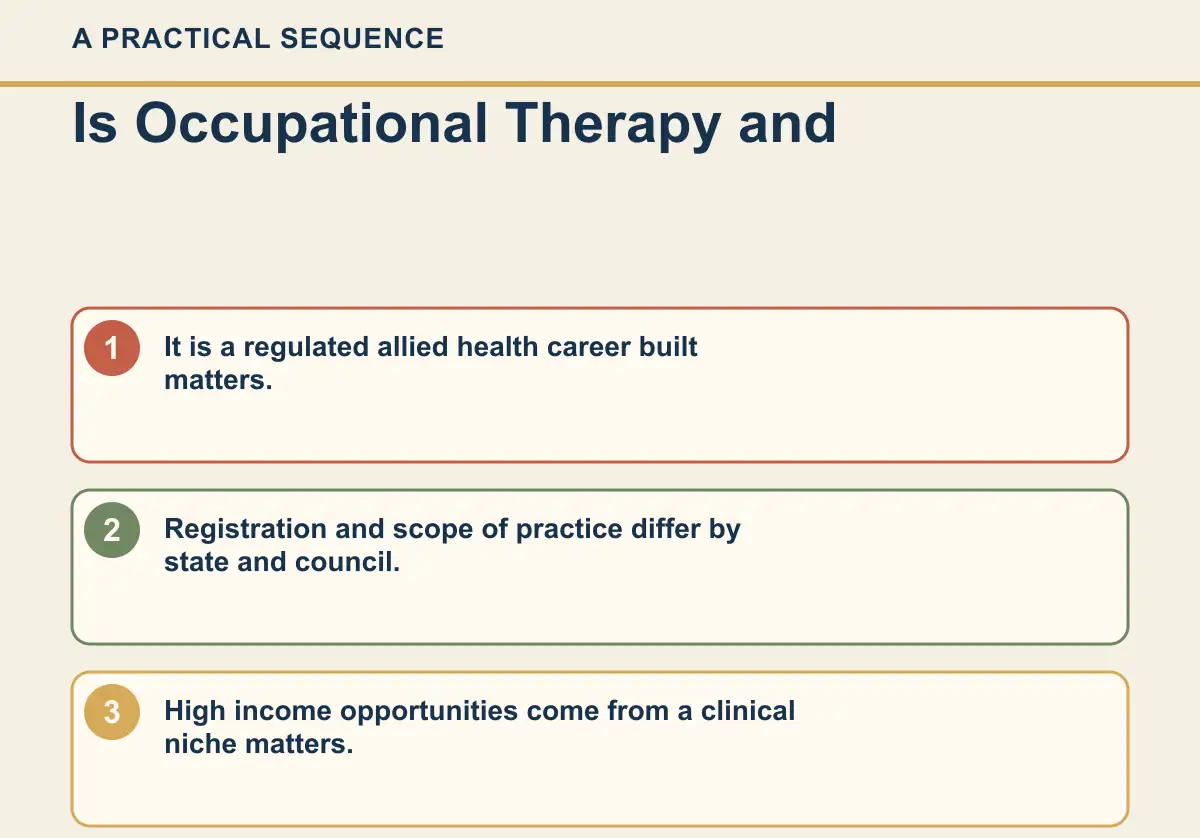 A PRACTICAL SEQUENCE
Is Occupational Therapy and
1
It is a regulated allied health career built
matters.
2
Registration and scope of practice differ by
state and council.
3
High income opportunities come from a clinical
niche matters.